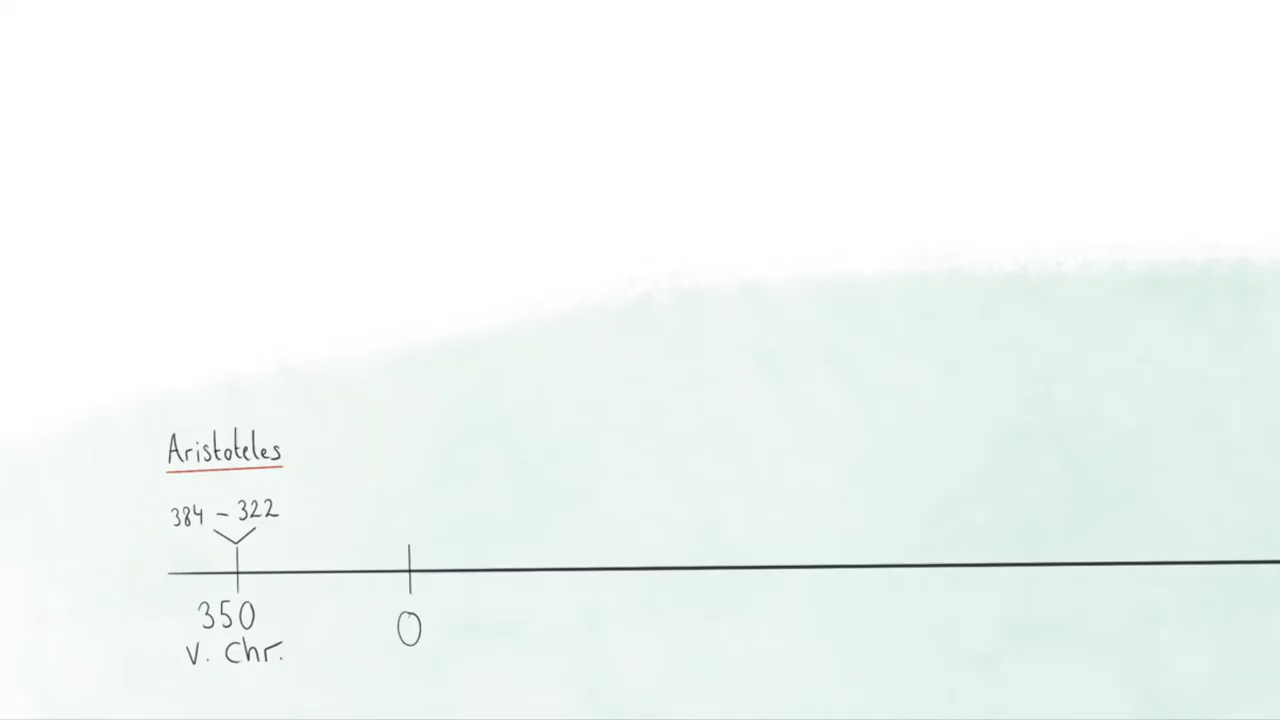 Aristoteles
384 – 322
350
v. Chr.
0